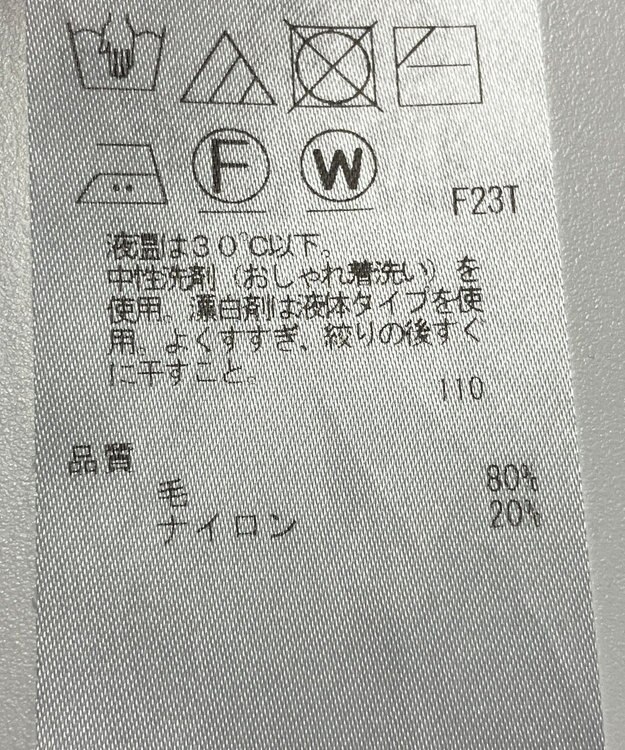 F W
F23T
液温は30℃以下。
中性洗剤（おしゃれ着洗い）を
使用。漂白剤は液体タイプを使
用。よくすすぎ、絞りの後すぐ
に干すこと。
110
品質
毛 80%
ナイロン 20%